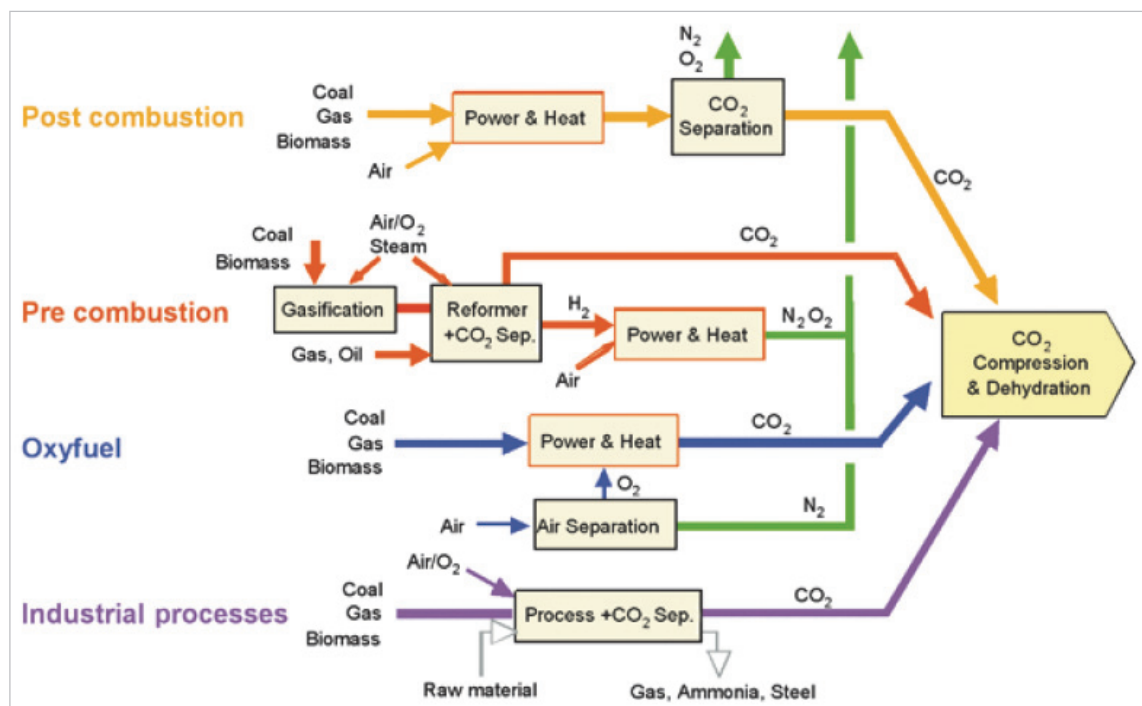 N₂
O₂
Post combustion
Coal
Gas
Biomass
Air
Power & Heat
CO₂
Separation
CO₂
Pre combustion
Coal
Biomass
Air/O₂
Steam
Gasification
Gas, Oil
Reformer
+CO₂ Sep.
H₂
Air
Power & Heat
N₂ O₂
CO₂
CO₂
Compression
& Dehydration
Oxyfuel
Coal
Gas
Biomass
Power & Heat
CO₂
O₂
Air
Air Separation
N₂
Industrial processes
Air/O₂
Coal
Gas
Biomass
Process +CO₂ Sep.
CO₂
Raw material
Gas, Ammonia, Steel